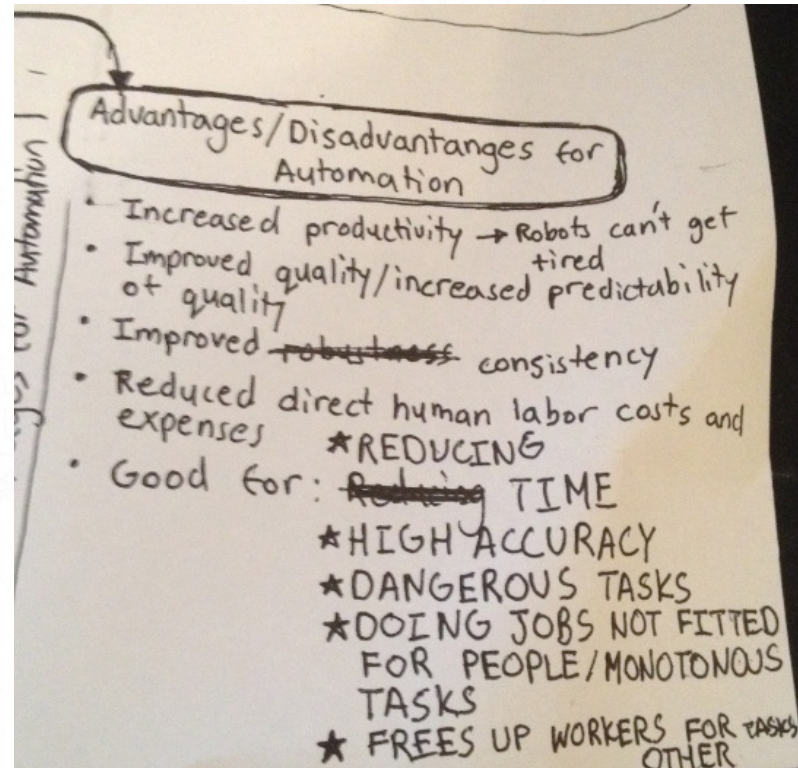 Advantages/Disadvantanges for
Automation
• Increased productivity → Robots can't get
tired
• Improved quality/increased predictability
of quality
• Improved consistency
• Reduced direct human labor costs and
expenses
★REDUCING
• Good for: TIME
★HIGH ACCURACY
★DANGEROUS TASKS
★DOING JOBS NOT FITTED
FOR PEOPLE/MONOTONOUS
TASKS
★ FREES UP WORKERS FOR TASKS
OTHER
for Automation